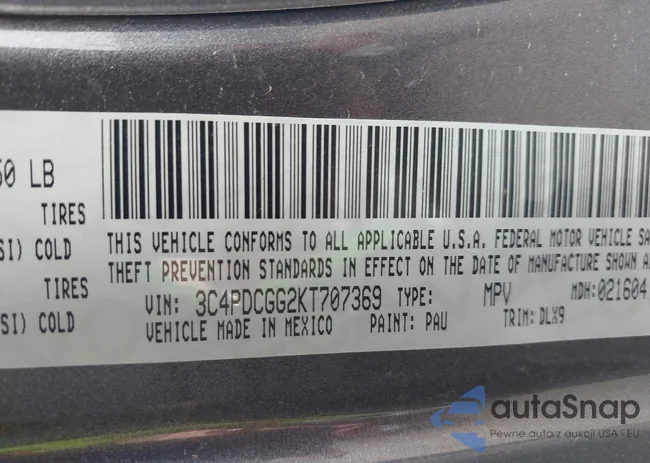 50 LB
TIRES
SI) COLD
TIRES
SI) COLD
THIS VEHICLE CONFORMS TO ALL APPLICABLE U.S.A. FEDERAL MOTOR VEHICLE SA
THEFT PREVENTION STANDARDS IN EFFECT ON THE DATE OF MANUFACTURE SHOWN A
VIN: 3C4PDCGG2KT707369 TYPE: MPV MDH:021604
VEHICLE MADE IN MEXICO PAINT: PAU TRIM: DLX9
autaSnap
Pewne auta z aukcji USA i EU